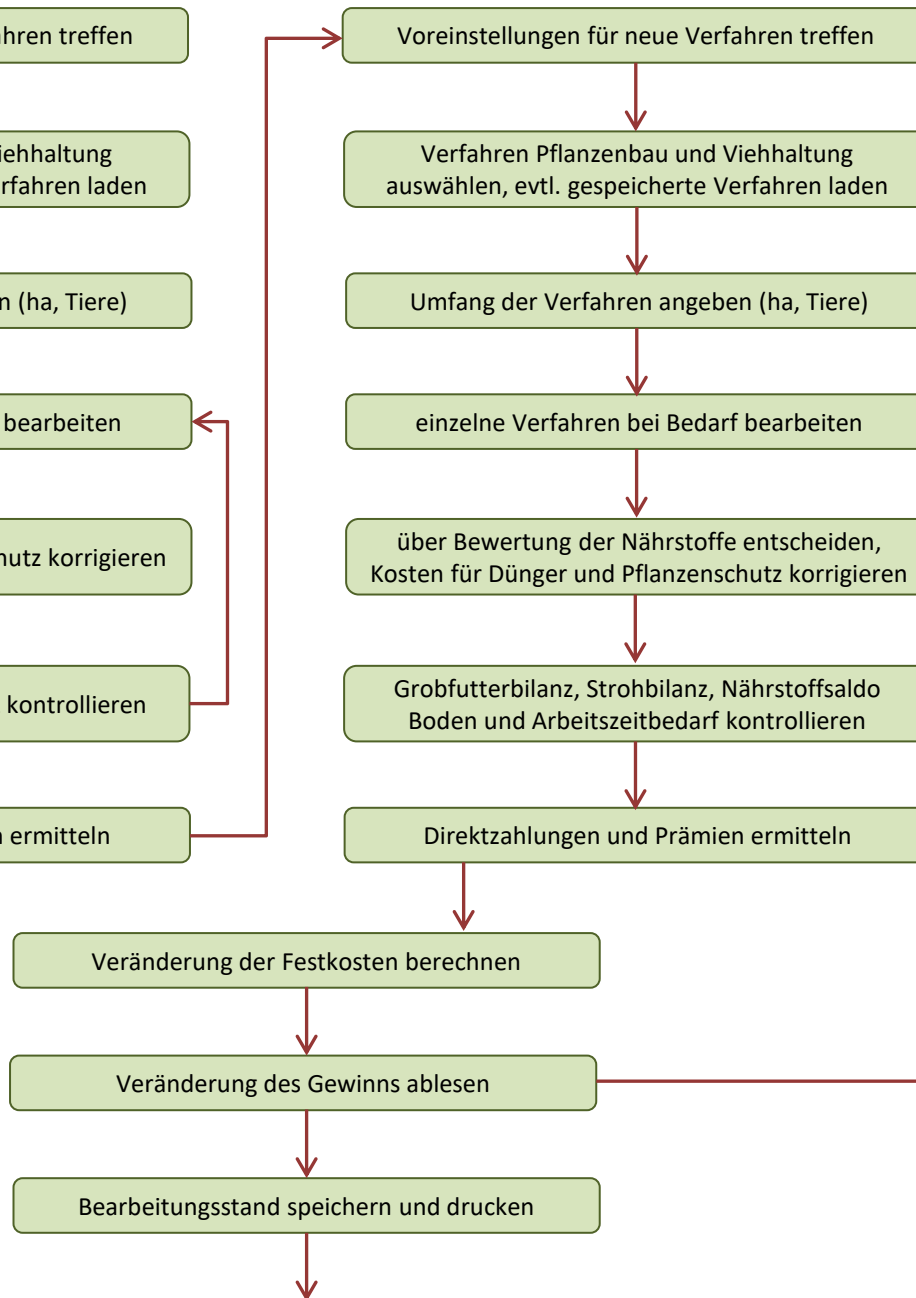 ahren treffen
iehhaltung
rfahren laden
n (ha, Tiere)
bearbeiten
utz korrigieren
kontrollieren
ermitteln
Voreinstellungen für neue Verfahren treffen
Verfahren Pflanzenbau und Viehhaltung
auswählen, evtl. gespeicherte Verfahren laden
Umfang der Verfahren angeben (ha, Tiere)
einzelne Verfahren bei Bedarf bearbeiten
über Bewertung der Nährstoffe entscheiden,
Kosten für Dünger und Pflanzenschutz korrigieren
Grobfutterbilanz, Strohbilanz, Nährstoffsaldo
Boden und Arbeitszeitbedarf kontrollieren
Direktzahlungen und Prämien ermitteln
Veränderung der Festkosten berechnen
Veränderung des Gewinns ablesen
Bearbeitungsstand speichern und drucken